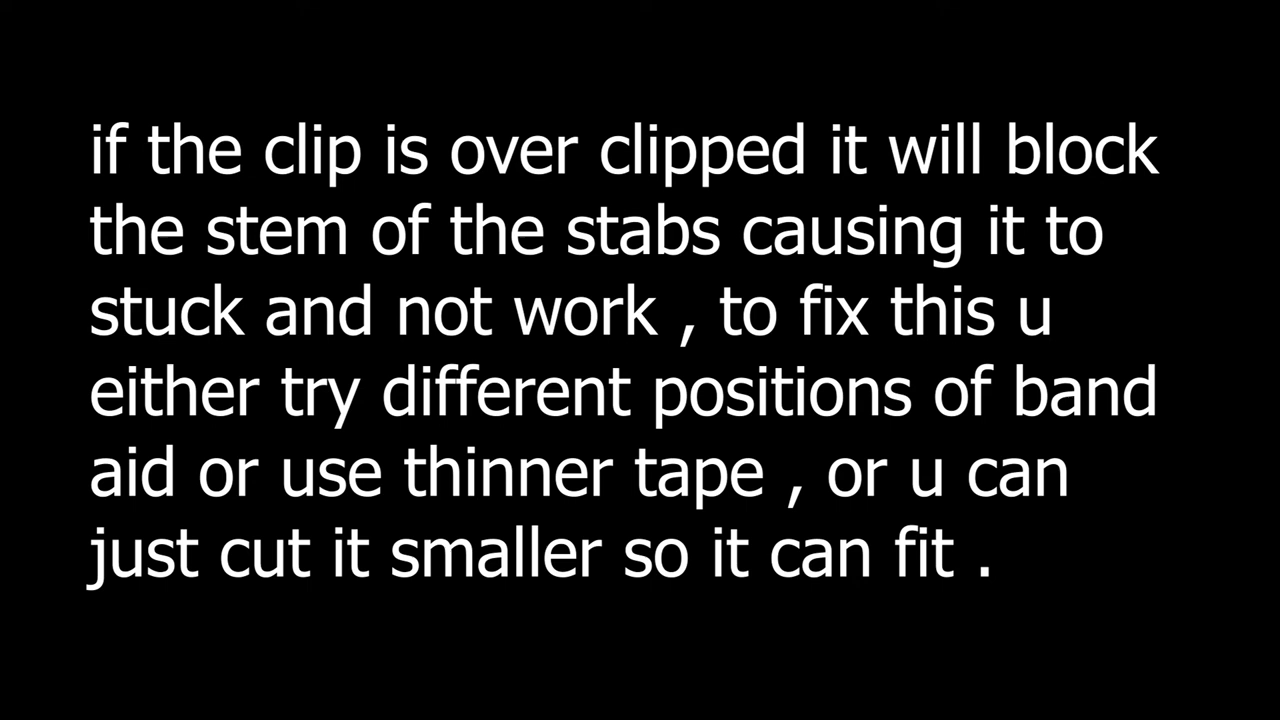 if the clip is over clipped it will block
the stem of the stabs causing it to
stuck and not work , to fix this u
either try different positions of band
aid or use thinner tape , or u can
just cut it smaller so it can fit .